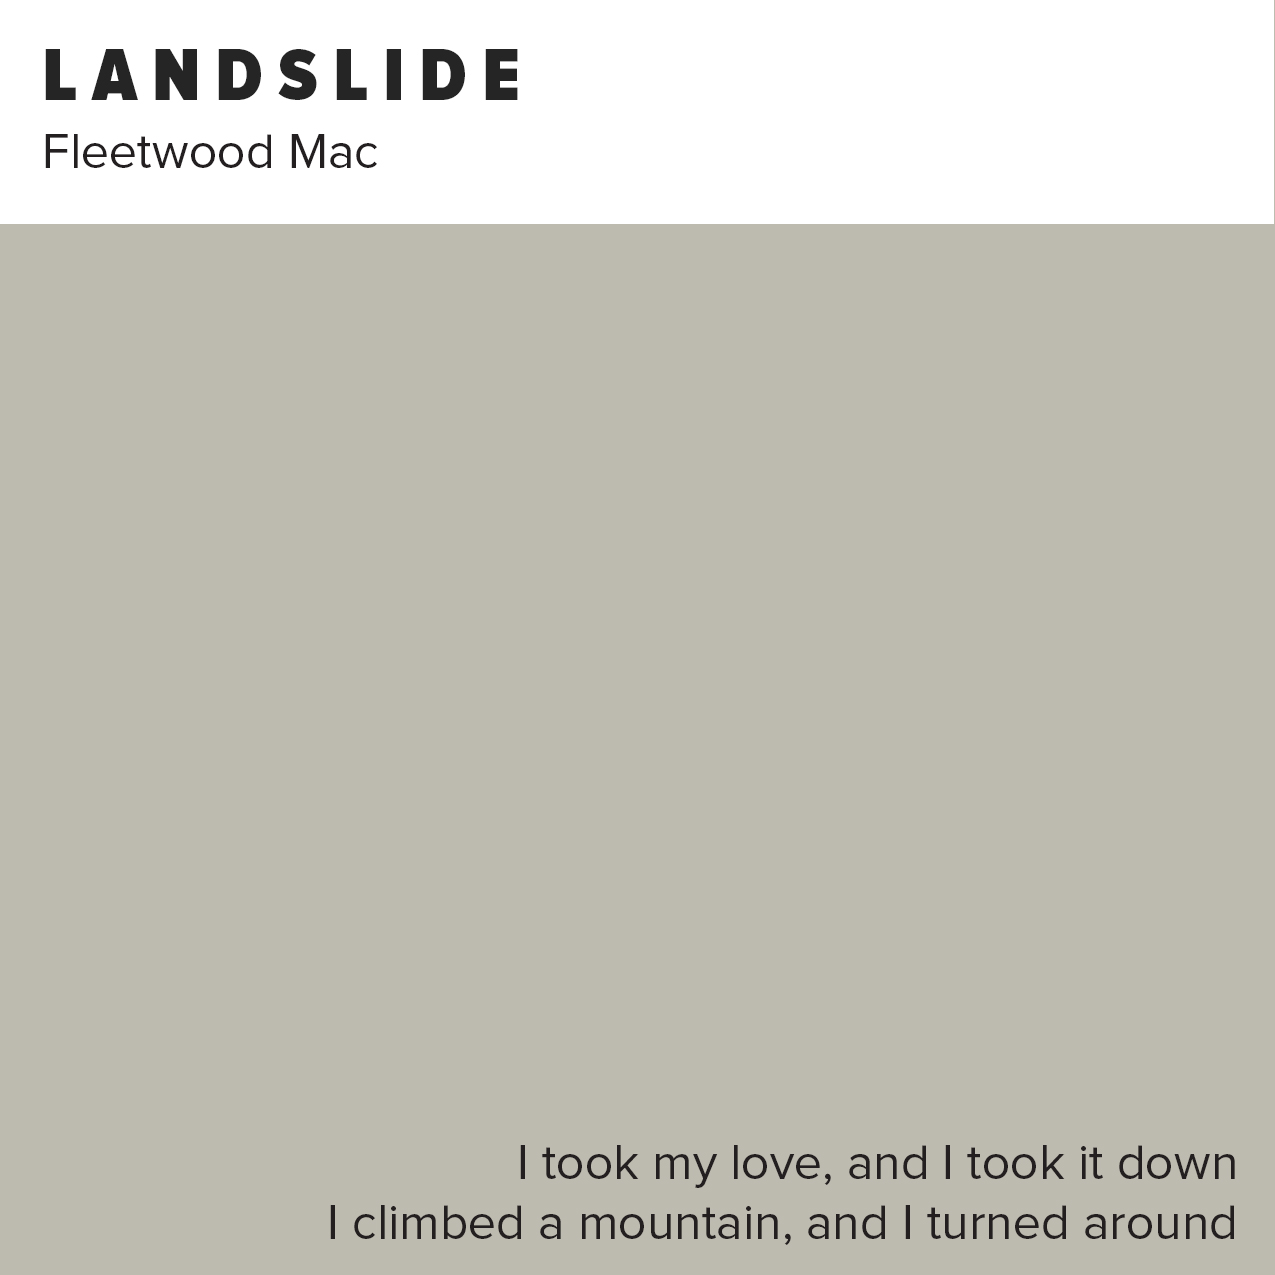 LANDSLIDE
Fleetwood Mac
I took my love, and I took it down
I climbed a mountain, and I turned around